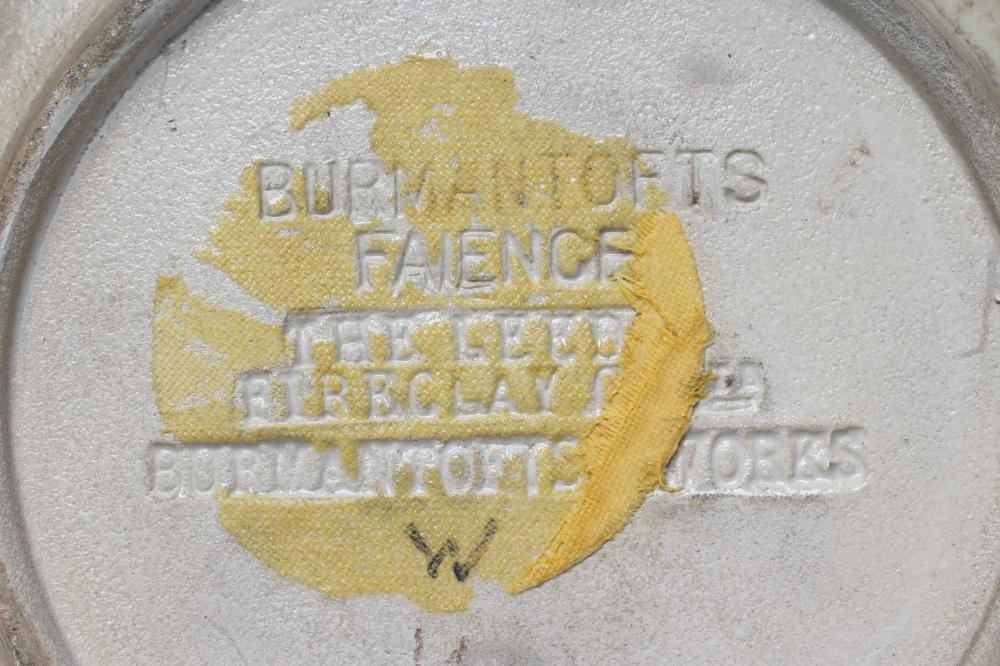 BURMANTOFTS
FAIENCE
THE LEEDS
FIRECLAY
BURMANTOFTS WORKS
W